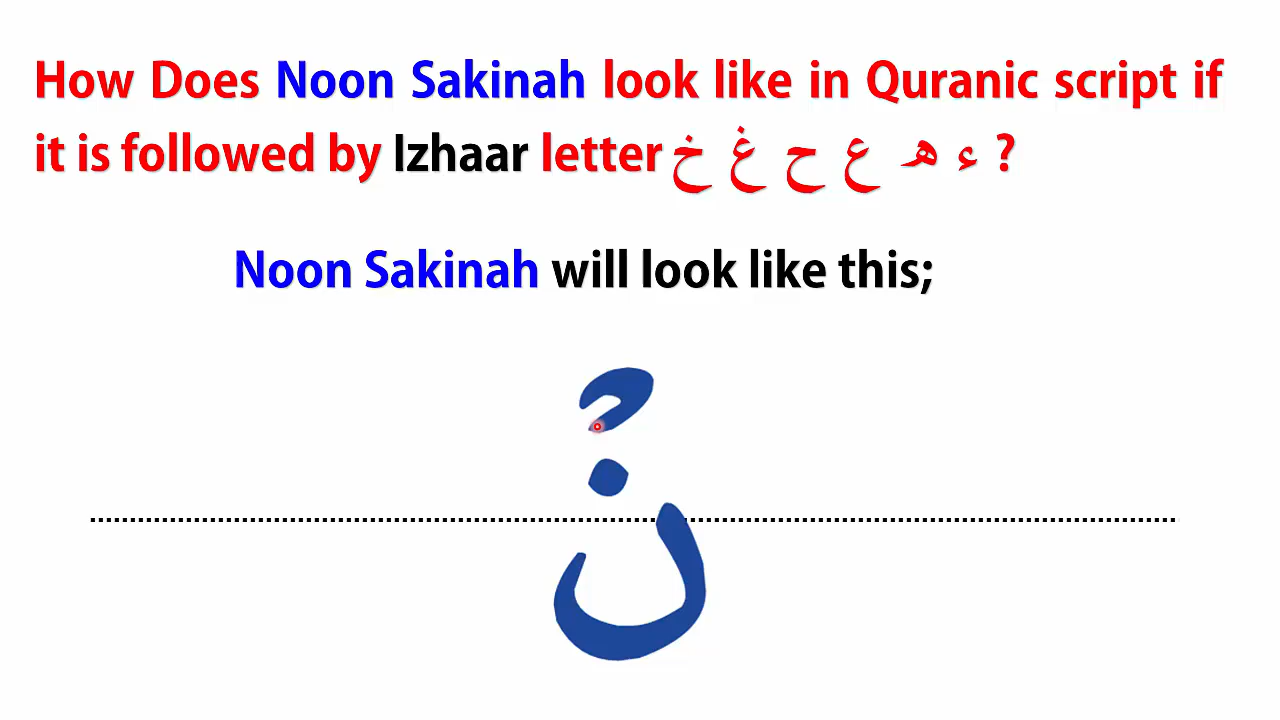 How Does Noon Sakinah look like in Quranic script if
it is followed by Izhaar letter ء هـ ع ح غ خ ?
Noon Sakinah will look like this;
نۡ